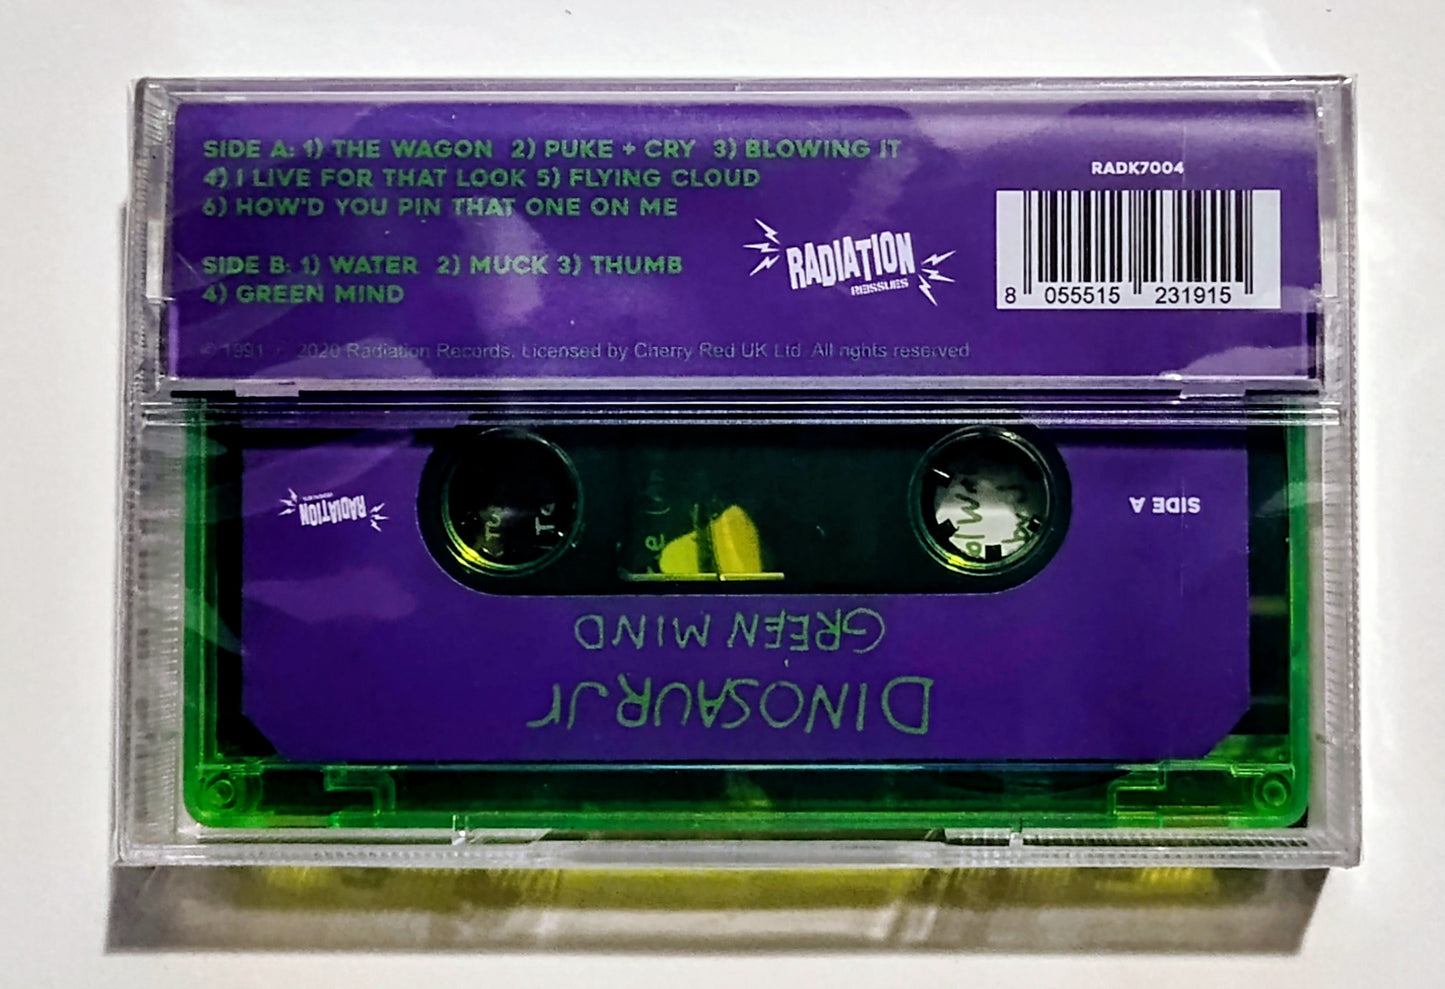 SIDE A: 1) THE WAGON 2) PUKE + CRY 3) BLOWING IT
4) I LIVE FOR THAT LOOK 5) FLYING CLOUD
6) HOW'D YOU PIN THAT ONE ON ME
SIDE B: 1) WATER 2) MUCK 3) THUMB
4) GREEN MIND
RADIATION
REISSUES
RADK7004
8 055515 231915
© 1991 2020 Radiation Records. Licensed by Cherry Red UK Ltd. All rights reserved
RADIATION
SIDE A
GREEN MIND
DINOSAUR Jr